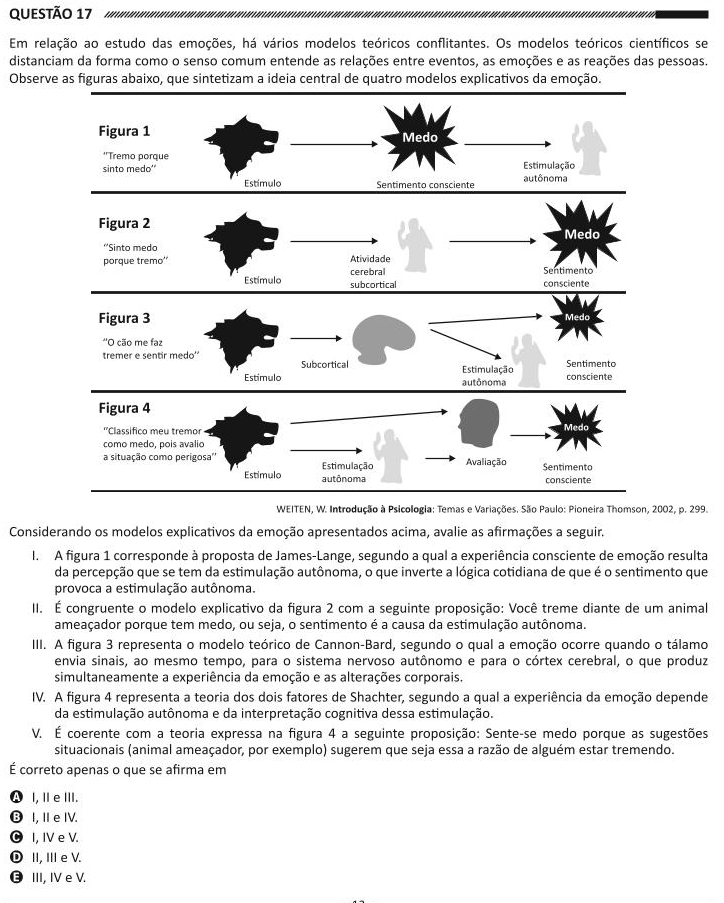 QUESTÃO 17
Em relação ao estudo das emoções, há vários modelos teóricos conflitantes. Os modelos teóricos científicos se
distanciam da forma como o senso comum entende as relações entre eventos, as emoções e as reações das pessoas.
Observe as figuras abaixo, que sintetizam a ideia central de quatro modelos explicativos da emoção.
Figura 1
"Tremo porque
sinto medo"
Estímulo
Medo
Sentimento consciente
Estimulação
autônoma
Figura 2
"Sinto medo
porque tremo"
Estímulo
Atividade
cerebral
subcortical
Medo
Sentimento
consciente
Figura 3
"O cão me faz
tremer e sentir medo"
Estímulo
Subcortical
Medo
Estimulação
autônoma
Sentimento
consciente
Figura 4
"Classifico meu tremor
como medo, pois avalio
a situação como perigosa"
Estímulo
Estimulação
autônoma
Avaliação
Medo
Sentimento
consciente
WEITEN, W. Introdução à Psicologia: Temas e Variações. São Paulo: Pioneira Thomson, 2002, p. 299.
Considerando os modelos explicativos da emoção apresentados acima, avalie as afirmações a seguir.
I. A figura 1 corresponde à proposta de James-Lange, segundo a qual a experiência consciente de emoção resulta
da percepção que se tem da estimulação autônoma, o que inverte a lógica cotidiana de que é o sentimento que
provoca a estimulação autônoma.
II. É congruente o modelo explicativo da figura 2 com a seguinte proposição: Você treme diante de um animal
ameaçador porque tem medo, ou seja, o sentimento é a causa da estimulação autônoma.
III. A figura 3 representa o modelo teórico de Cannon-Bard, segundo o qual a emoção ocorre quando o tálamo
envia sinais, ao mesmo tempo, para o sistema nervoso autônomo e para o córtex cerebral, o que produz
simultaneamente a experiência da emoção e as alterações corporais.
IV. A figura 4 representa a teoria dos dois fatores de Shachter, segundo a qual a experiência da emoção depende
da estimulação autônoma e da interpretação cognitiva dessa estimulação.
V. É coerente com a teoria expressa na figura 4 a seguinte proposição: Sente-se medo porque as sugestões
situacionais (animal ameaçador, por exemplo) sugerem que seja essa a razão de alguém estar tremendo.
É correto apenas o que se afirma em
A I, II e III.
B I, II e IV.
C I, IV e V.
D II, III e V.
E III, IV e V.